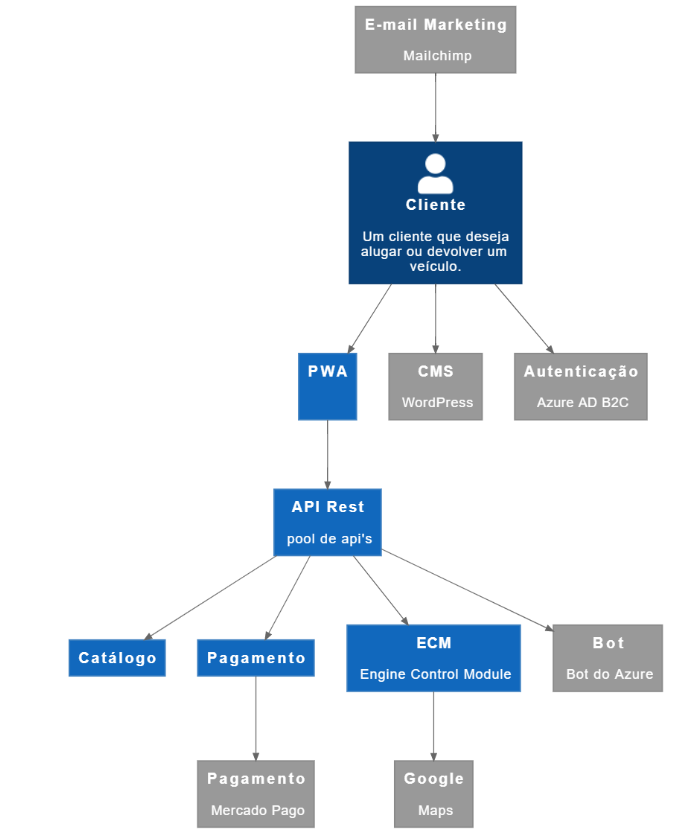 E-mail Marketing
Mailchimp
Cliente
Um cliente que deseja
alugar ou devolver um
veículo.
PWA
CMS
WordPress
Autenticação
Azure AD B2C
API Rest
pool de api's
Catálogo
Pagamento
ECM
Engine Control Module
Bot
Bot do Azure
Pagamento
Mercado Pago
Google
Maps